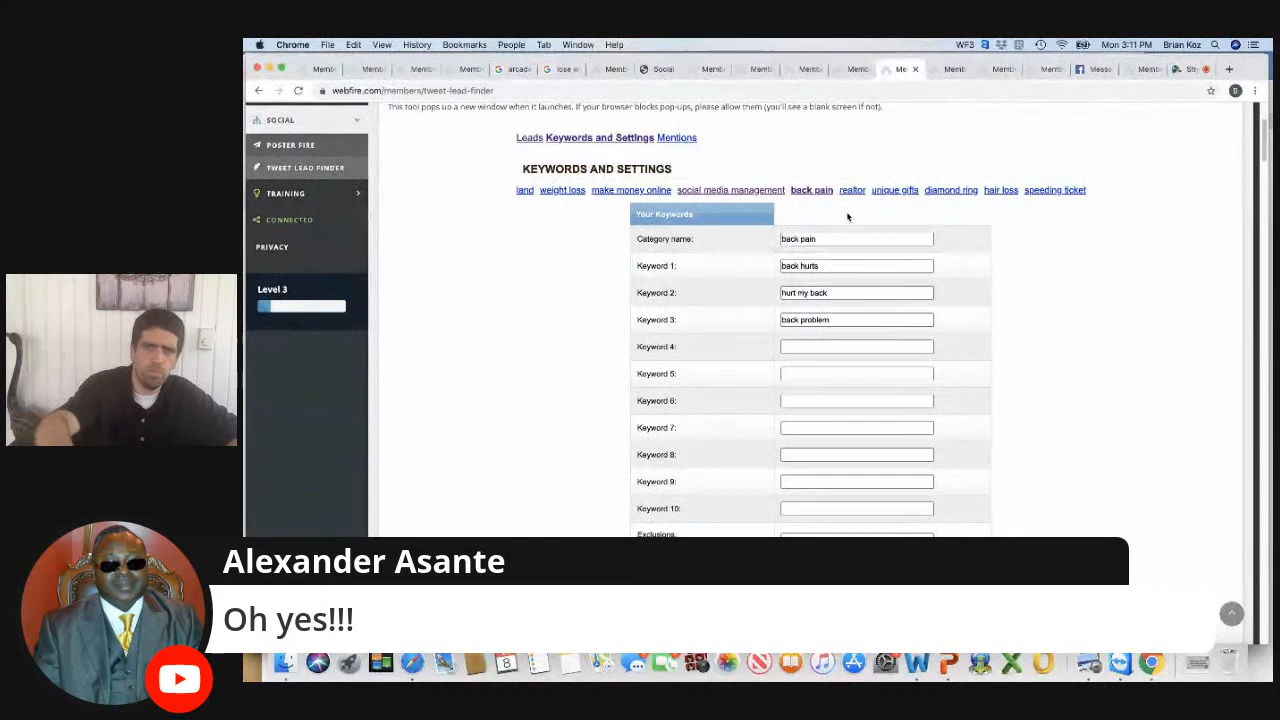 Chrome File Edit View History Bookmarks People Tab Window Help
WF3
Mon 3:11 PM Brian Koz
webfire.com/members/tweet-lead-finder
This tool pops up a new window when it launches. If your browser blocks pop-ups, please allow them (you'll see a blank screen if not).
SOCIAL
POSTER FIRE
TWEET LEAD FINDER
TRAINING
CONNECTED
PRIVACY
Level 3
Leads Keywords and Settings Mentions
KEYWORDS AND SETTINGS
land weight loss make money online social media management back pain realtor unique gifts diamond ring hair loss speeding ticket
Your Keywords
Category name: back pain
Keyword 1: back hurts
Keyword 2: hurt my back
Keyword 3: back problem
Keyword 4:
Keyword 5:
Keyword 6:
Keyword 7:
Keyword 8:
Keyword 9:
Keyword 10:
Exclusions:
Alexander Asante
Oh yes!!!